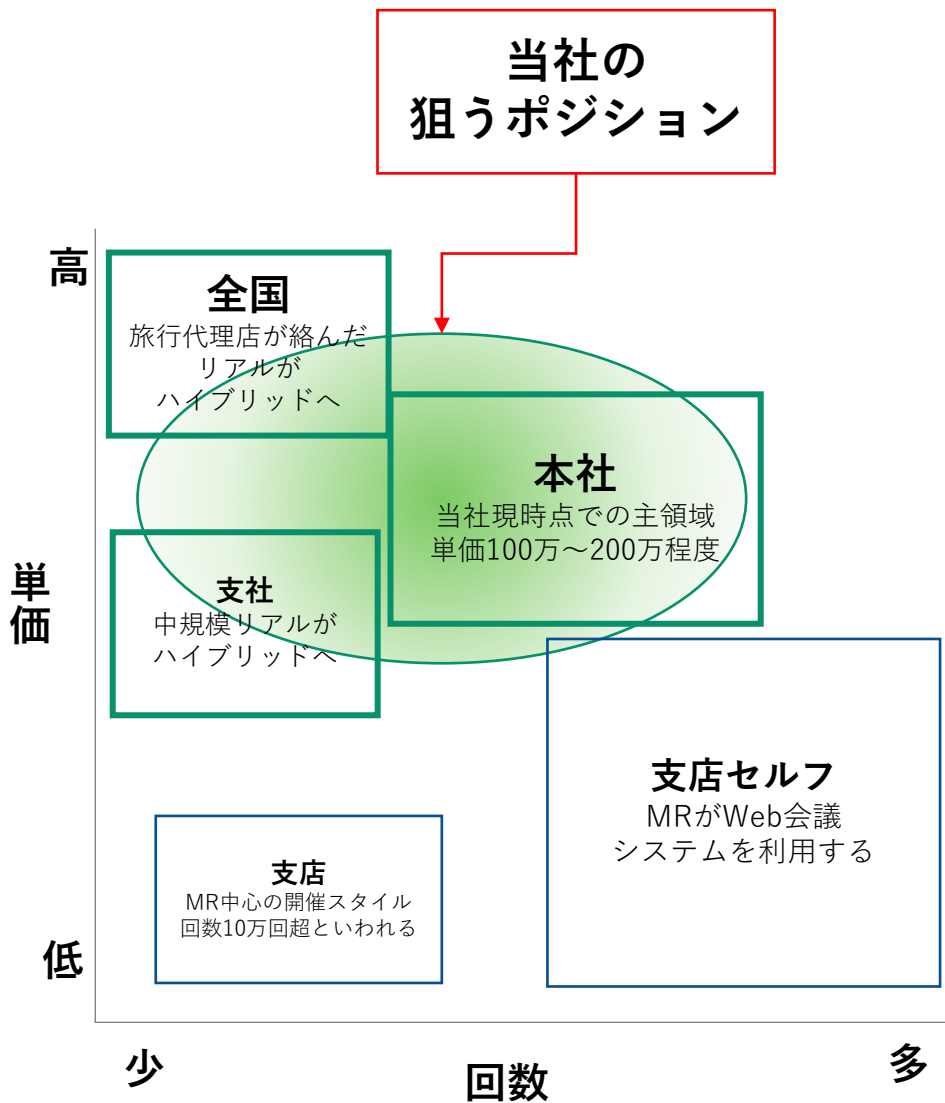 当社の
狙うポジション
高
全国
旅行代理店が絡んだ
リアルが
ハイブリッドへ
本社
当社現時点での主領域
単価100万～200万程度
単価
支社
中規模リアルが
ハイブリッドへ
支店セルフ
MRがWeb会議
システムを利用する
支店
MR中心の開催スタイル
回数10万回超といわれる
低
少
回数
多